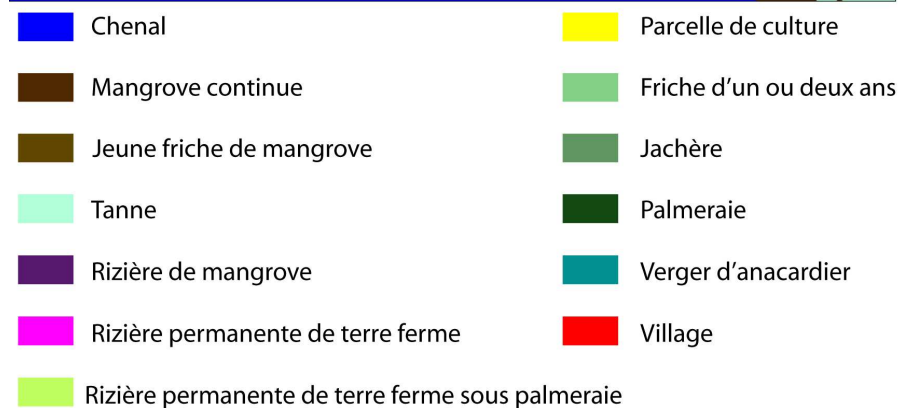 Chenal
Mangrove continue
Jeune friche de mangrove
Tanne
Rizière de mangrove
Rizière permanente de terre ferme
Rizière permanente de terre ferme sous palmeraie
Parcelle de culture
Friche d'un ou deux ans
Jachère
Palmeraie
Verger d'anacardier
Village